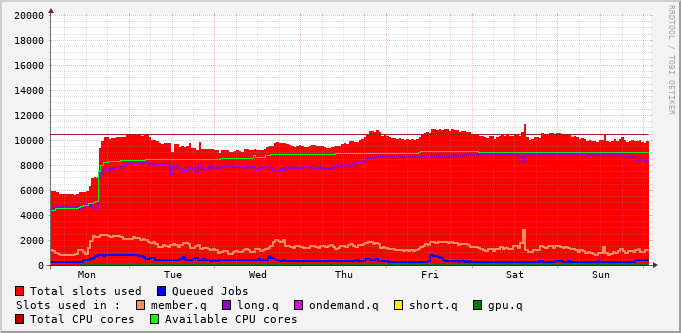 RRDTOOL / TOBI OETIKER
20000
18000
16000
14000
12000
10000
8000
6000
4000
2000
0
Mon Tue Wed Thu Fri Sat Sun
Total slots used Queued Jobs
Slots used in : member.q long.q ondemand.q short.q gpu.q
Total CPU cores Available CPU cores